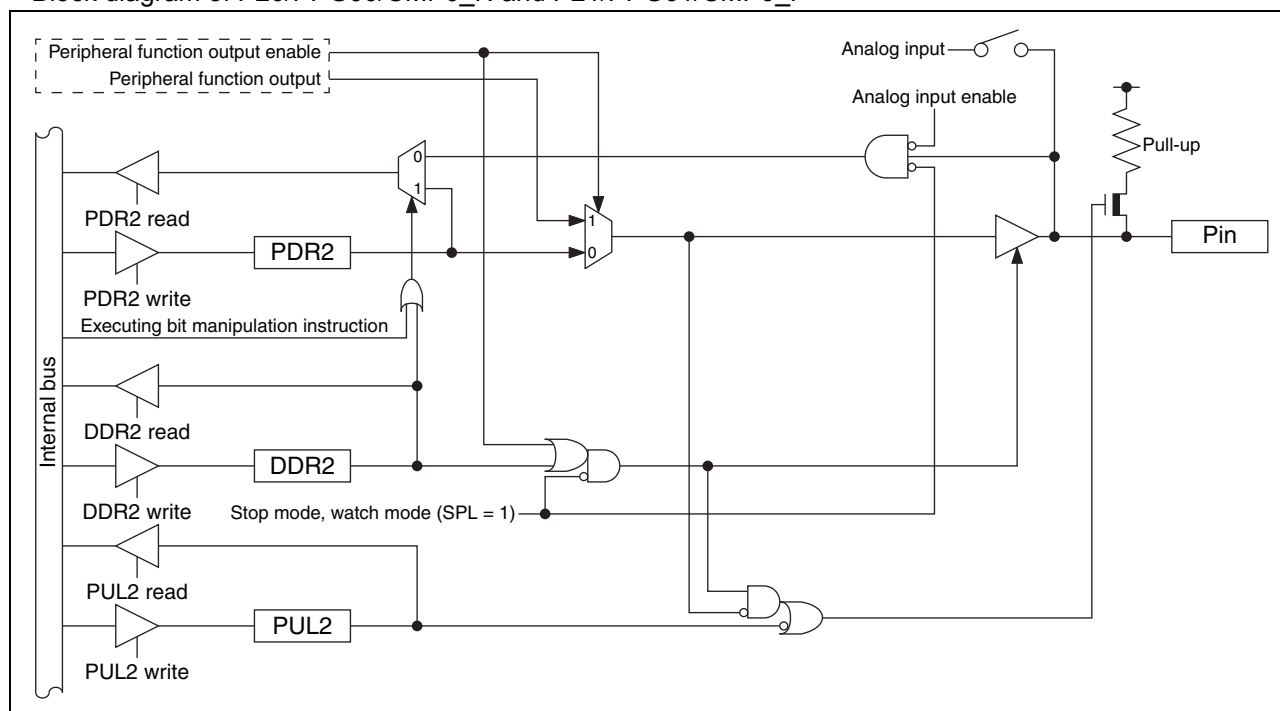 Peripheral function output enable
Peripheral function output
Analog input
Analog input enable
Pull-up
0
1
PDR2 read
1
0
PDR2
Pin
PDR2 write
Executing bit manipulation instruction
Internal bus
DDR2 read
DDR2
DDR2 write
Stop mode, watch mode (SPL = 1)
PUL2 read
PUL2
PUL2 write